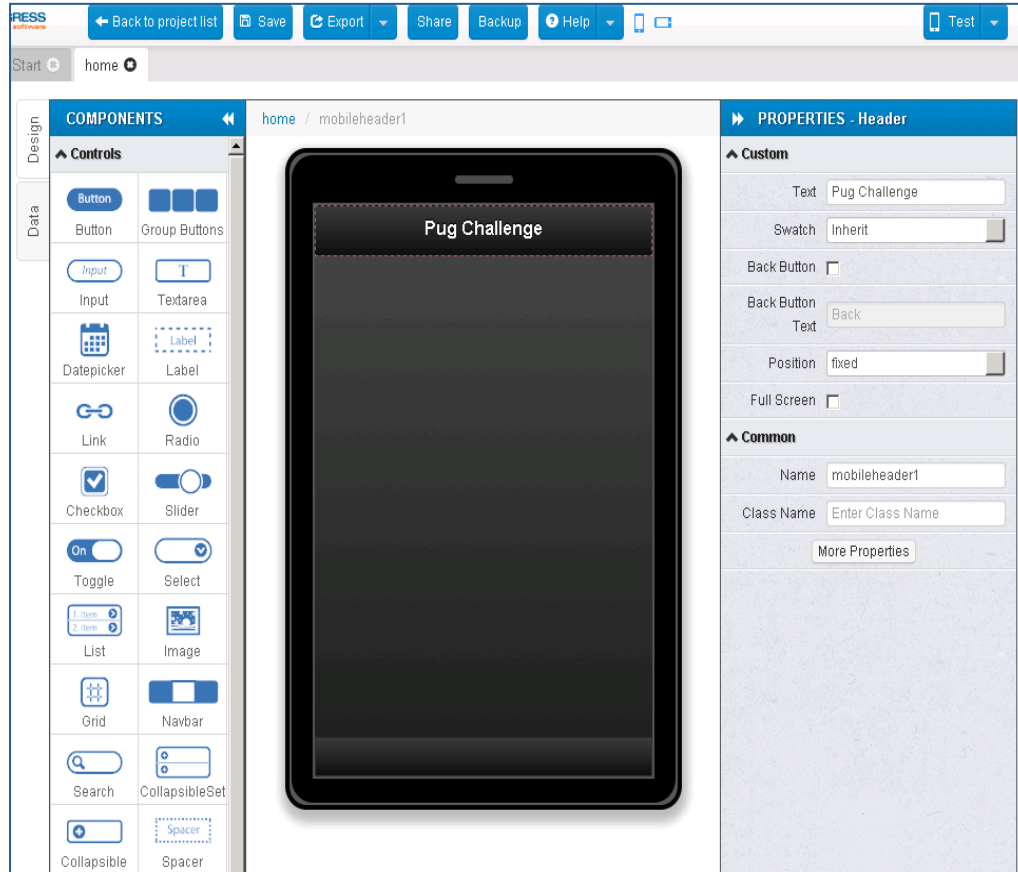 GRESS
software
Back to project list
Save
Export
Share
Backup
Help
Test
Start
home
Design
Data
COMPONENTS
Controls
Button
Button
Group Buttons
Input
T
Input
Textarea
Label
Datepicker
Label
Link
Radio
Checkbox
Slider
On
Toggle
Select
1. Item
2. Item
List
Image
Grid
Navbar
Search
CollapsibleSet
Spacer
Collapsible
Spacer
home / mobileheader1
Pug Challenge
PROPERTIES - Header
Custom
Text Pug Challenge
Swatch Inherit
Back Button
Back Button
Text
Back
Position fixed
Full Screen
Common
Name mobileheader1
Class Name Enter Class Name
More Properties